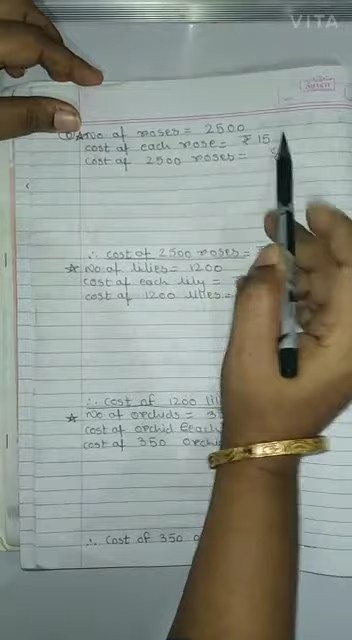 VITA
No of roses = 2500
cost of each rose = ₹ 15
cost of 2500 roses =
∴ cost of 2500 roses =
★ No of lilies = 1200
cost of each lily =
cost of 1200 lilies =
∴ cost of 1200
★ No of orchids =
cost of orchid Each
cost of 350
∴ cost of 350